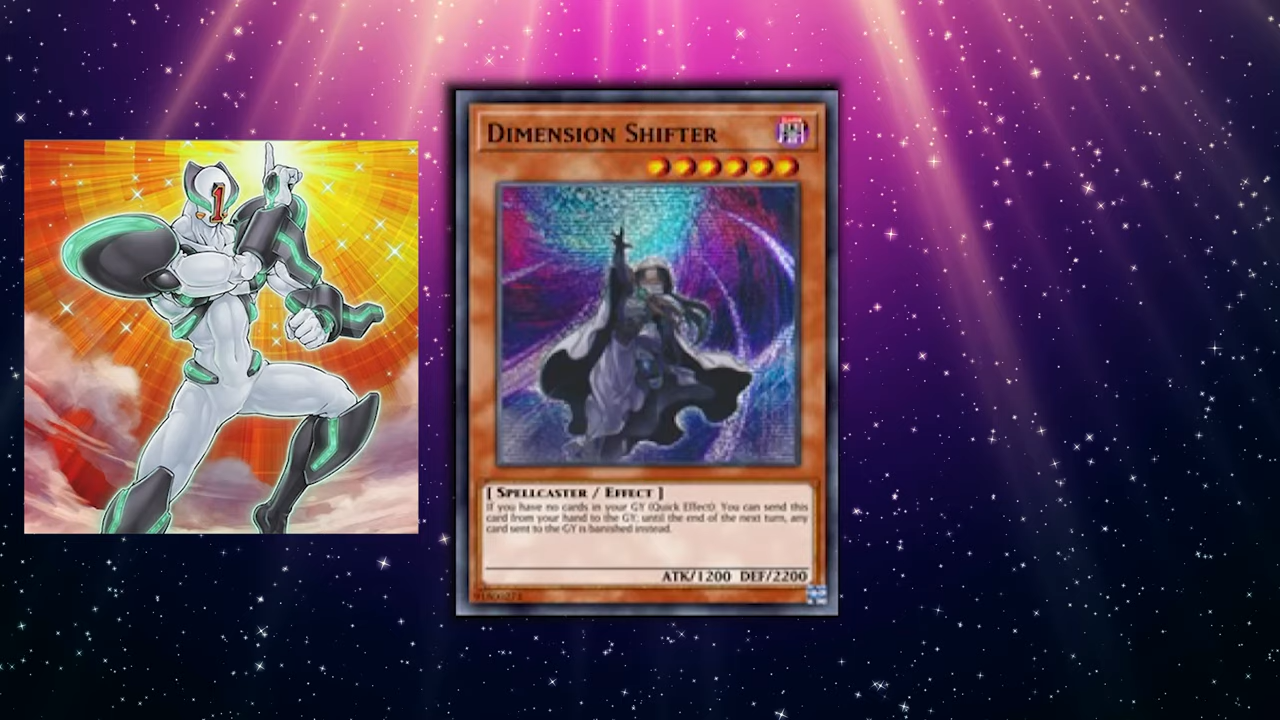 1
DIMENSION SHIFTER
[ SPELLCASTER / EFFECT ]
If you have no cards in your GY (Quick Effect): You can send this
card from your hand to the GY; until the end of the next turn, any
card sent to the GY is banished instead.
ATK/1200 DEF/2200